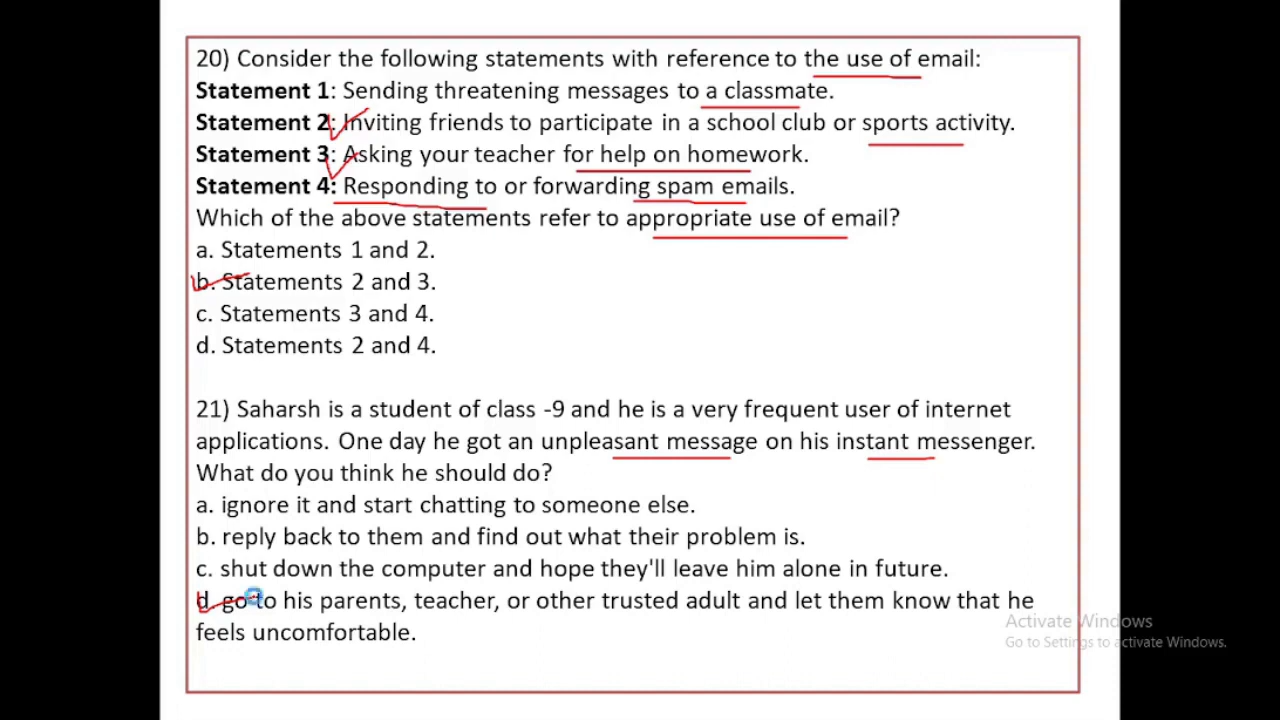 20) Consider the following statements with reference to the use of email:
Statement 1: Sending threatening messages to a classmate.
Statement 2: Inviting friends to participate in a school club or sports activity.
Statement 3: Asking your teacher for help on homework.
Statement 4: Responding to or forwarding spam emails.
Which of the above statements refer to appropriate use of email?
a. Statements 1 and 2.
b. Statements 2 and 3.
c. Statements 3 and 4.
d. Statements 2 and 4.
21) Saharsh is a student of class -9 and he is a very frequent user of internet
applications. One day he got an unpleasant message on his instant messenger.
What do you think he should do?
a. ignore it and start chatting to someone else.
b. reply back to them and find out what their problem is.
c. shut down the computer and hope they'll leave him alone in future.
d. go to his parents, teacher, or other trusted adult and let them know that he
feels uncomfortable.
Activate Windows
Go to Settings to activate Windows.